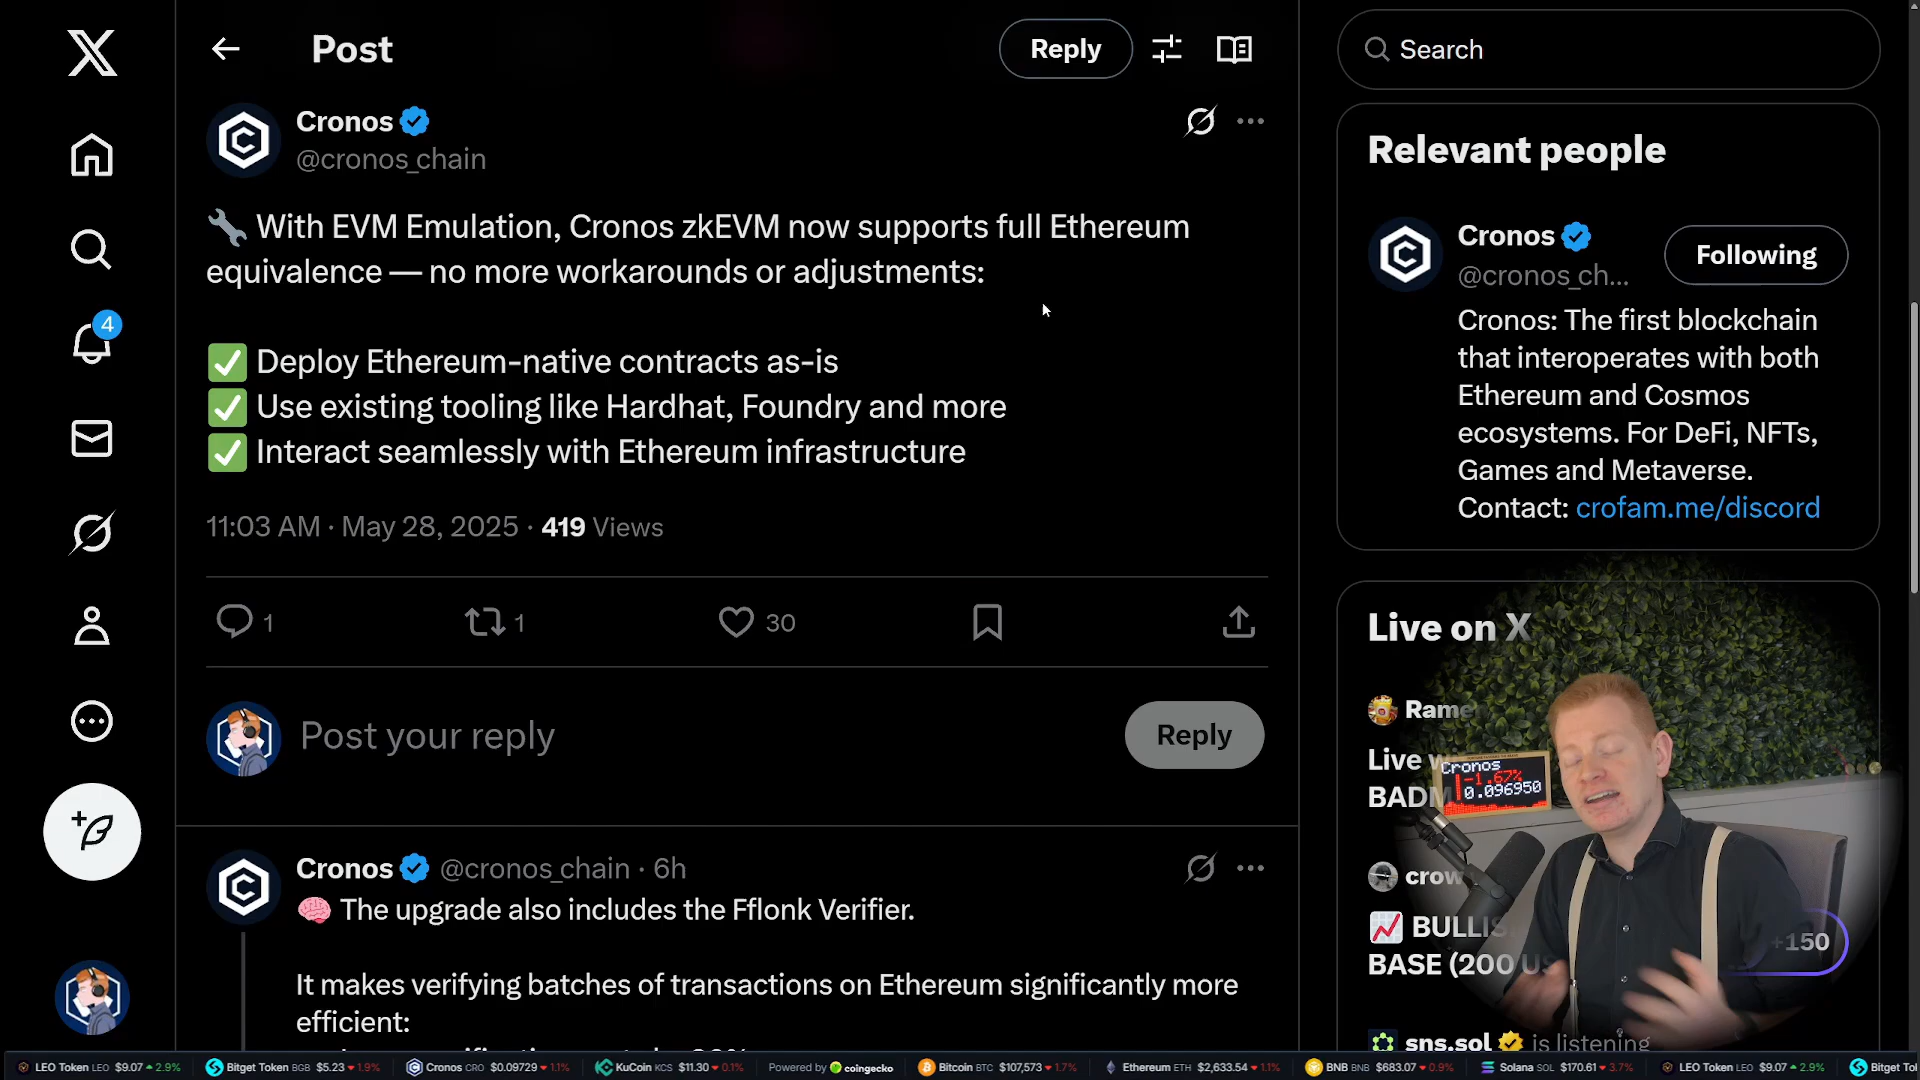 Post
Reply
Search
Cronos
@cronos_chain
With EVM Emulation, Cronos zkEVM now supports full Ethereum
equivalence — no more workarounds or adjustments:
Deploy Ethereum-native contracts as-is
Use existing tooling like Hardhat, Foundry and more
Interact seamlessly with Ethereum infrastructure
11:03 AM · May 28, 2025 · 419 Views
1
1
30
4
Post your reply
Reply
Cronos @cronos_chain · 6h
The upgrade also includes the Fflonk Verifier.
It makes verifying batches of transactions on Ethereum significantly more
efficient:
Relevant people
Cronos
@cronos_ch...
Following
Cronos: The first blockchain
that interoperates with both
Ethereum and Cosmos
ecosystems. For DeFi, NFTs,
Games and Metaverse.
Contact: crofam.me/discord
Live on X
Rame
Live w
BADM
Cronos
-1.67%
0.096950
crow
BULLIS
BASE (200 US
+150
sns.sol is listening
LEO Token LEO $9.07 2.9% Bitget Token BGB $5.23 1.9% Cronos CRO $0.09729 1.1% KuCoin KCS $11.30 0.1% Powered by coingecko Bitcoin BTC $107,573 1.7% Ethereum ETH $2,633.54 1.1% BNB BNB $683.07 0.9% Solana SOL $170.61 3.7% LEO Token LEO $9.07 2.9% Bitget To